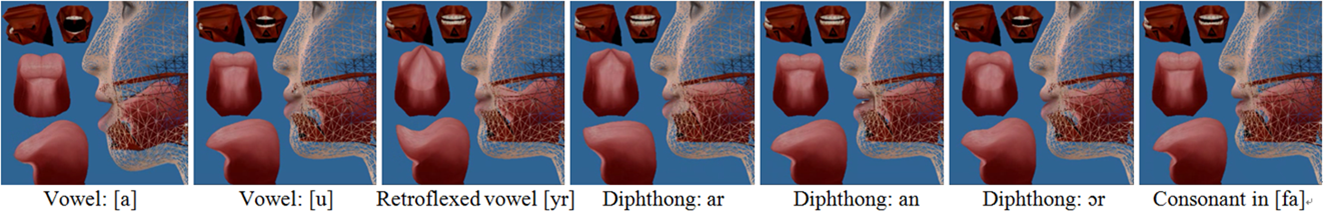 Vowel: [a]
Vowel: [u]
Retroflexed vowel [yr]
Diphthong: ar
Diphthong: an
Diphthong: ɔr
Consonant in [fa]